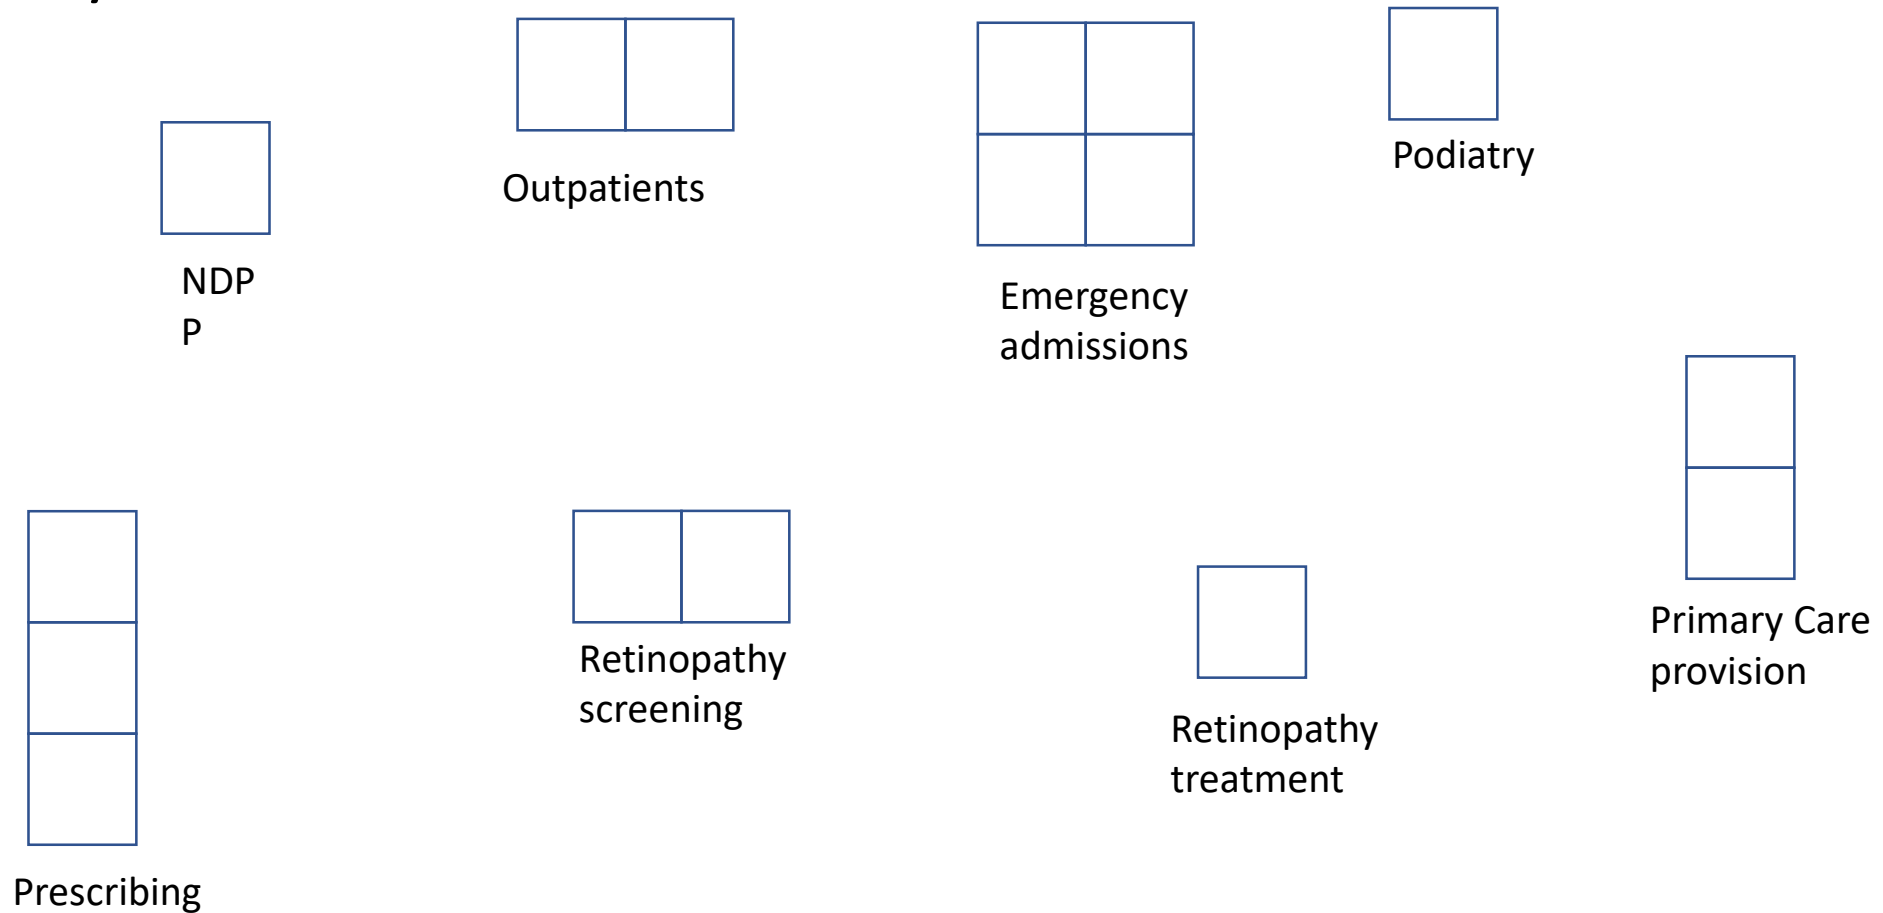 Outpatients
Podiatry
NDP
P
Emergency
admissions
Retinopathy
screening
Primary Care
provision
Retinopathy
treatment
Prescribing